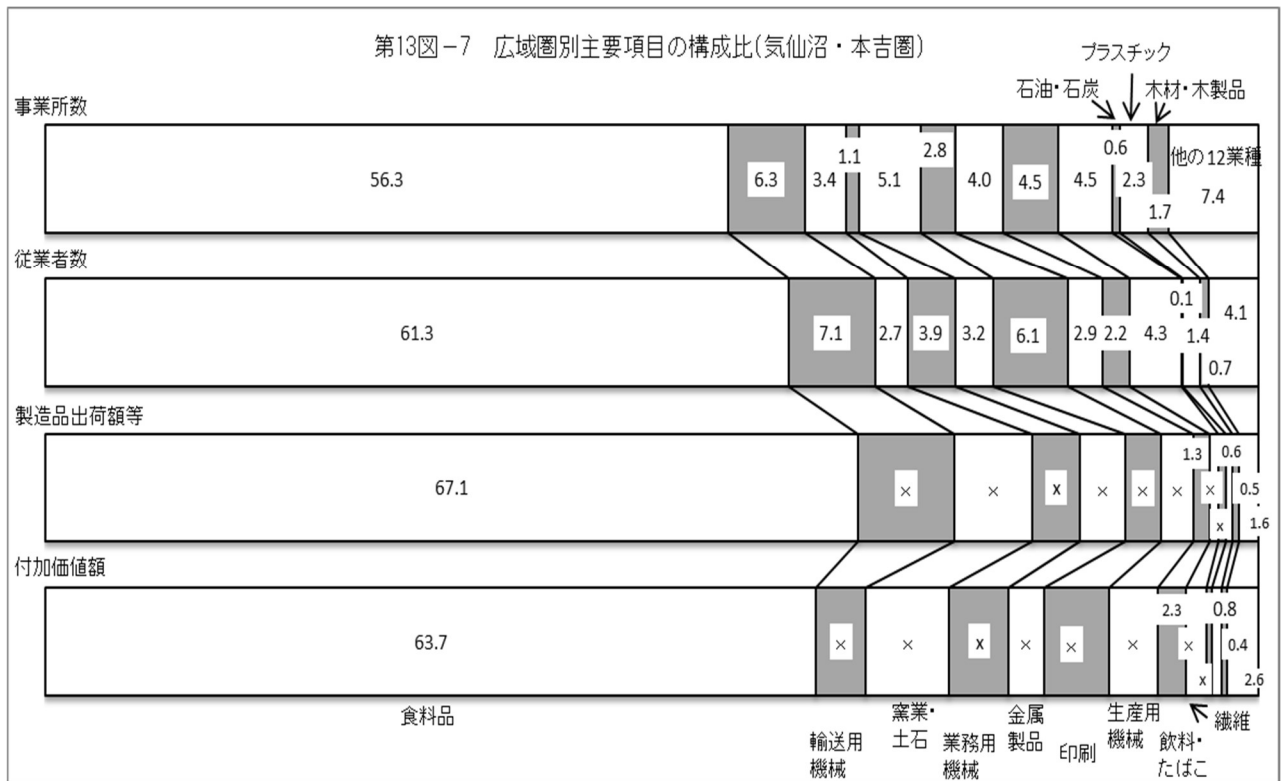 第13図－7　広域圏別主要項目の構成比(気仙沼・本吉圏)
プラスチック
石油・石炭
木材・木製品
事業所数
56.3
6.3
3.4
1.1
5.1
2.8
4.0
4.5
4.5
0.6
2.3
1.7
他の12業種
7.4
従業者数
61.3
7.1
2.7
3.9
3.2
6.1
2.9
2.2
4.3
0.1
1.4
0.7
4.1
製造品出荷額等
67.1
×
×
x
×
×
×
1.3
×
x
0.6
0.5
1.6
付加価値額
63.7
×
×
x
×
×
×
2.3
×
x
0.8
0.4
2.6
食料品
輸送用
機械
窯業・
土石
業務用
機械
金属
製品
印刷
生産用
機械
飲料・
たばこ
繊維